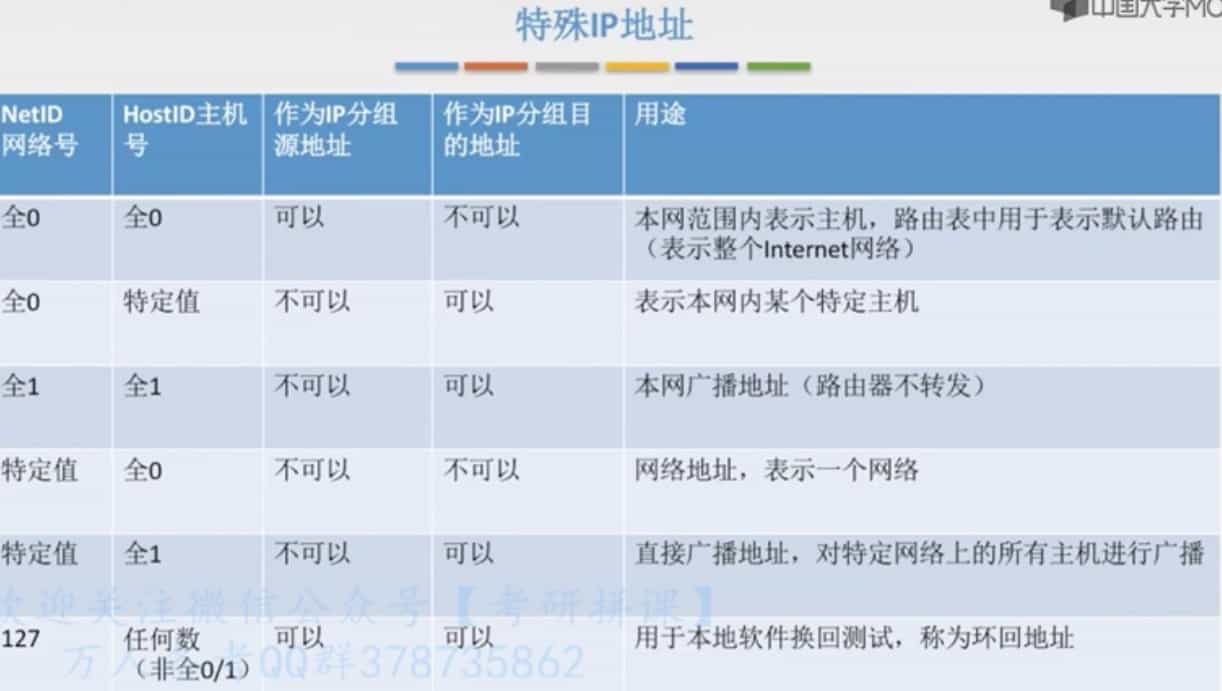 中国大学MO
特殊IP地址
NetID
网络号
HostID主机
号
作为IP分组
源地址
作为IP分组目
的地址
用途
全0
全0
可以
不可以
本网范围内表示主机，路由表中用于表示默认路由
（表示整个Internet网络）
全0
特定值
不可以
可以
表示本网内某个特定主机
全1
全1
不可以
可以
本网广播地址（路由器不转发）
特定值
全0
不可以
不可以
网络地址，表示一个网络
特定值
全1
不可以
可以
直接广播地址，对特定网络上的所有主机进行广播
欢迎关注微信公众号【考研拼课】
127
任何数
（非全0/1）
可以
可以
用于本地软件换回测试，称为环回地址
万人 考QQ群378735862